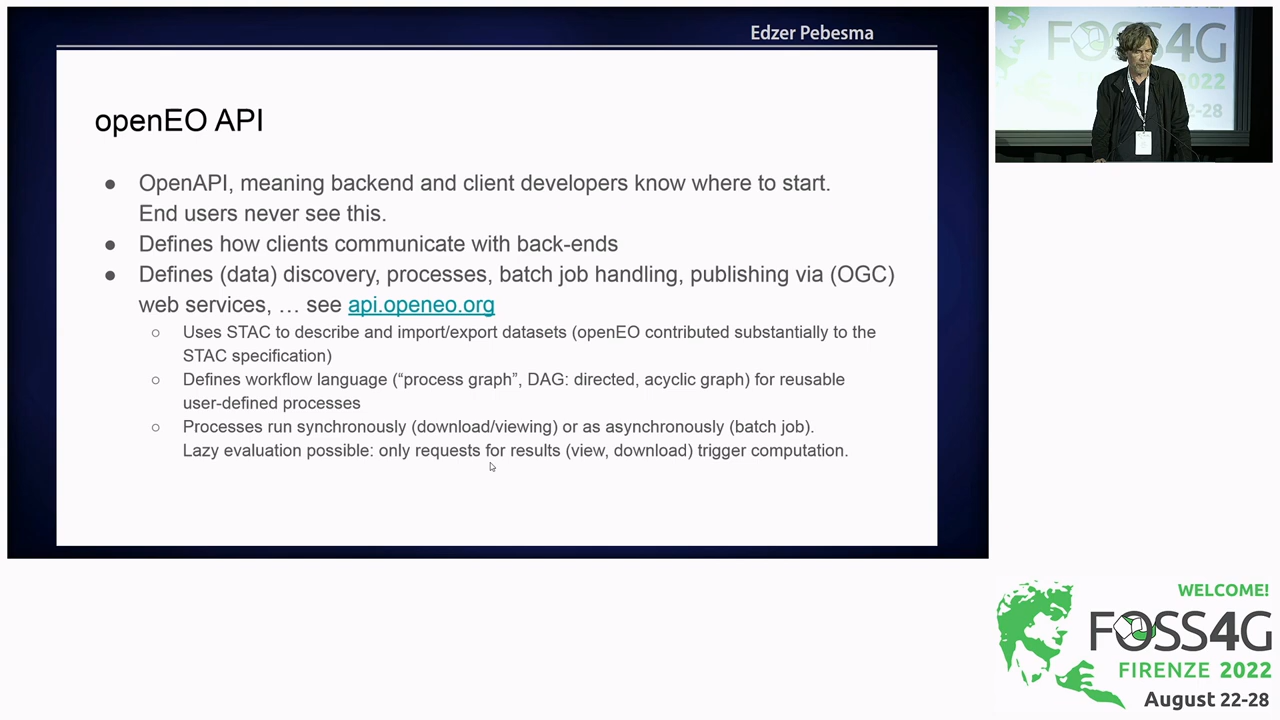 Edzer Pebesma
openEO API
● OpenAPI, meaning backend and client developers know where to start.
End users never see this.
● Defines how clients communicate with back-ends
● Defines (data) discovery, processes, batch job handling, publishing via (OGC)
web services, … see api.openeo.org
○ Uses STAC to describe and import/export datasets (openEO contributed substantially to the
STAC specification)
○ Defines workflow language (“process graph”, DAG: directed, acyclic graph) for reusable
user-defined processes
○ Processes run synchronously (download/viewing) or as asynchronously (batch job).
Lazy evaluation possible: only requests for results (view, download) trigger computation.
FOSS4G
2022
2-28
WELCOME!
FOSS4G
FIRENZE 2022
August 22-28